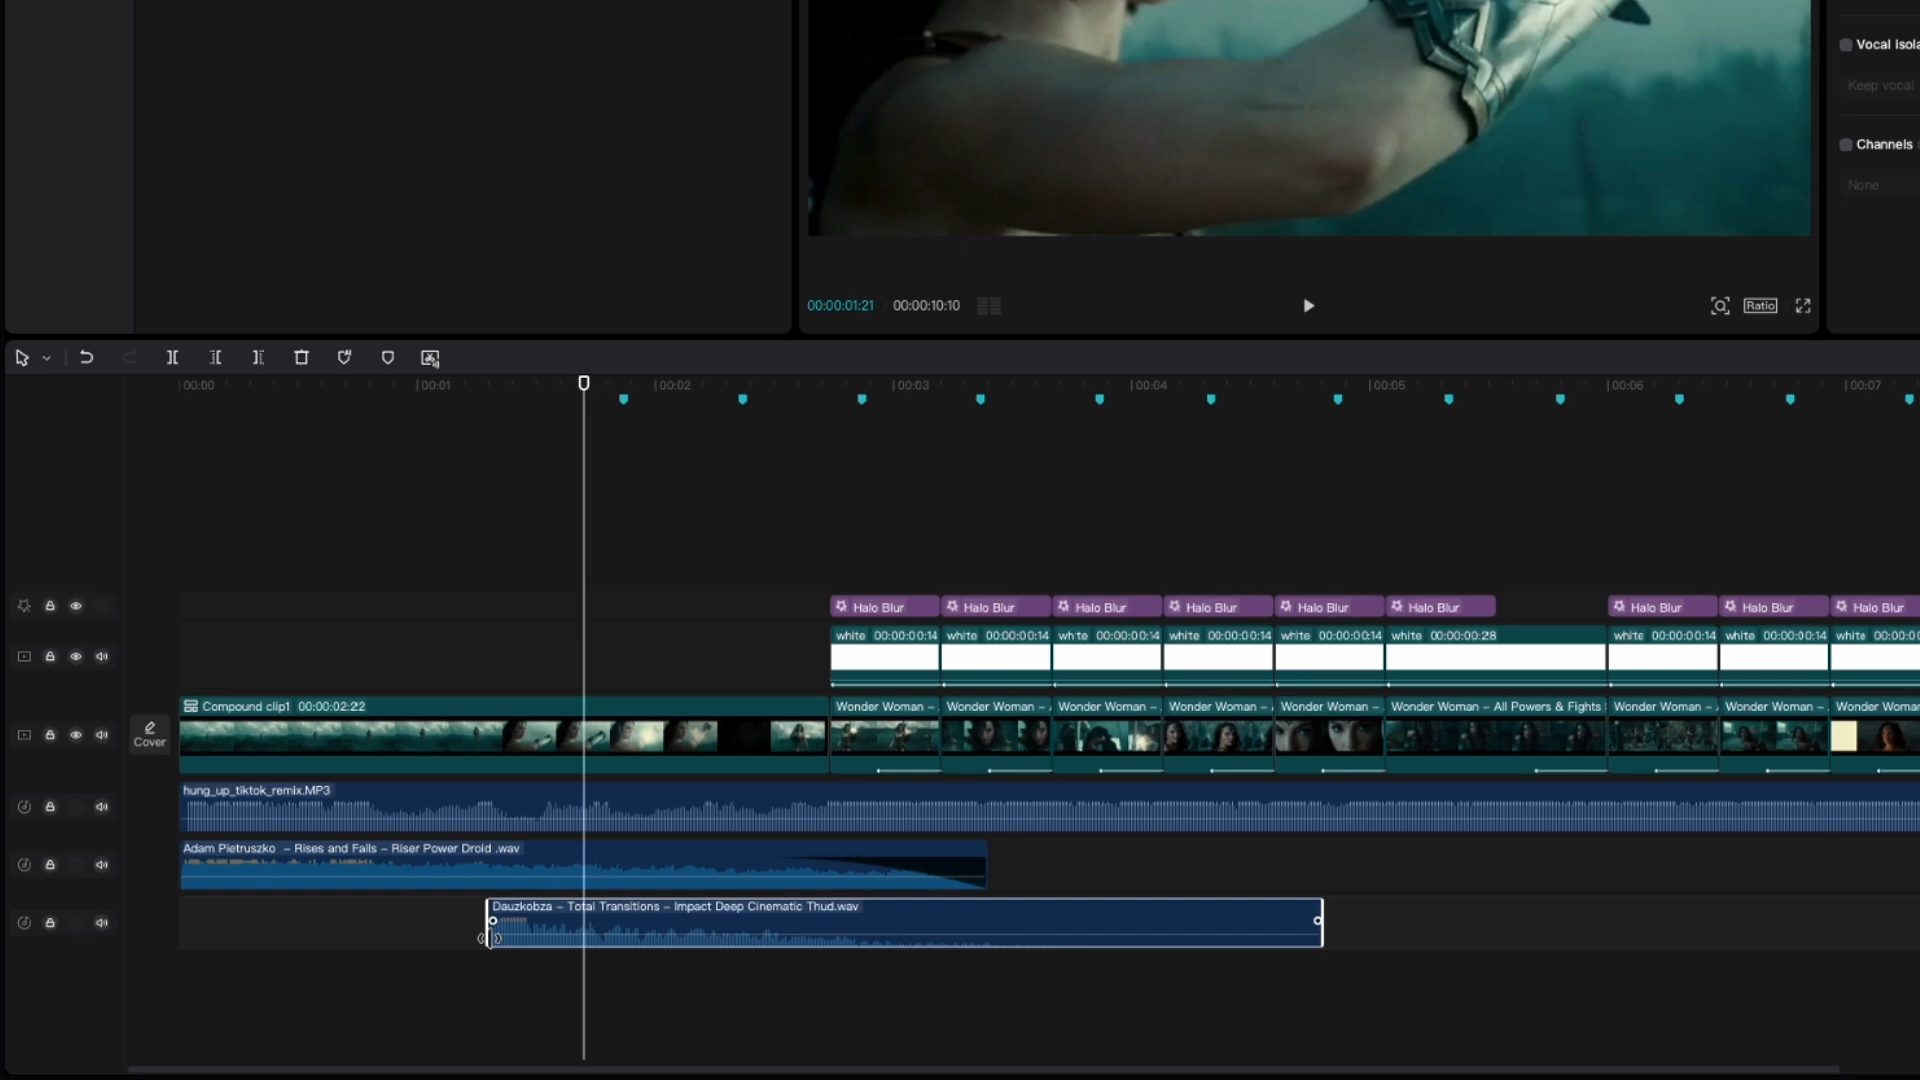 Vocal isola
Keep vocal
Channels
None
00:00:01:21 00:00:10:10
Ratio
00:00 00:01 00:02 00:03 00:04 00:05 00:06 00:07
Halo Blur Halo Blur Halo Blur Halo Blur Halo Blur Halo Blur Halo Blur Halo Blur Halo Blur
white 00:00:00:14 white 00:00:00:14 white 00:00:00:14 white 00:00:00:14 white 00:00:00:14 white 00:00:00:28 white 00:00:00:14 white 00:00:00:14 white 00:00:0
Compound clip1 00:00:02:22 Wonder Woman – Wonder Woman – Wonder Woman – Wonder Woman – Wonder Woman – Wonder Woman – All Powers & Fights Wonder Woman – Wonder Woman – Wonder Woman
Cover
hung_up_tiktok_remix.MP3
Adam Pietruszko – Rises and Falls – Riser Power Droid .wav
Dauzkobza – Total Transitions – Impact Deep Cinematic Thud.wav